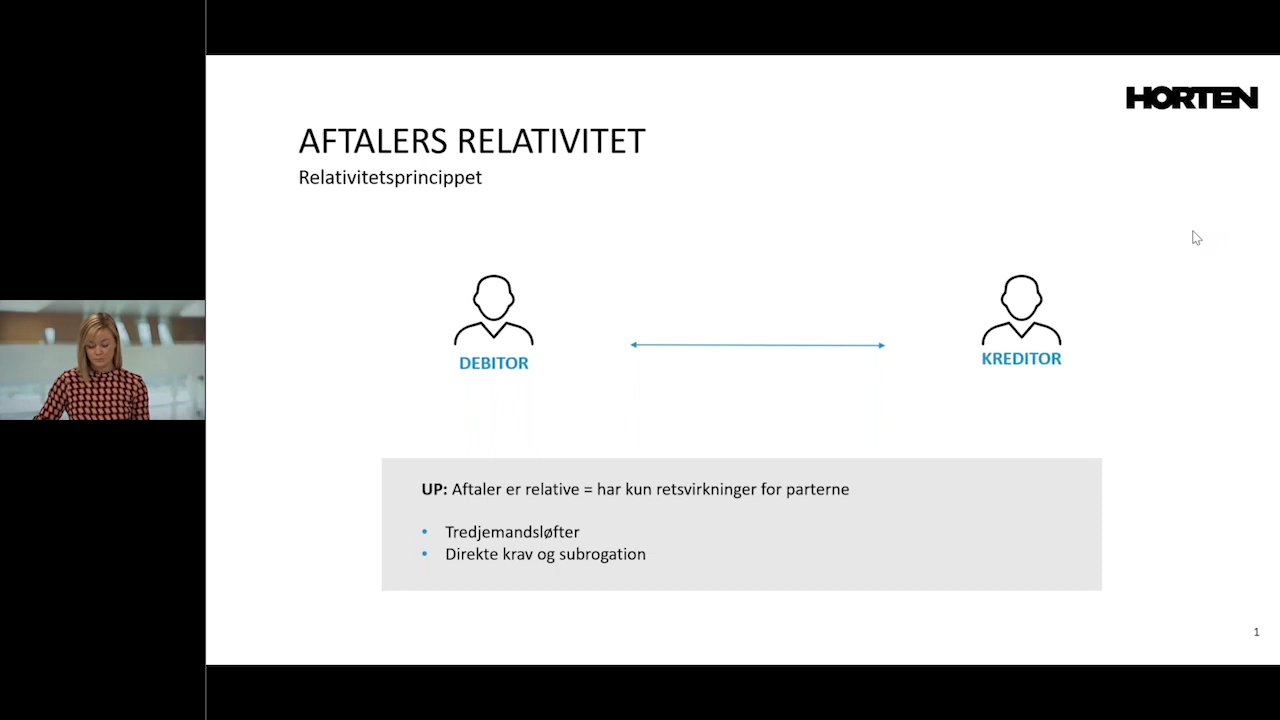 HORTEN
AFTALERS RELATIVITET
Relativitetsprincippet
DEBITOR
KREDITOR
UP: Aftaler er relative = har kun retsvirkninger for parterne
• Tredjemandsløfter
• Direkte krav og subrogation
1